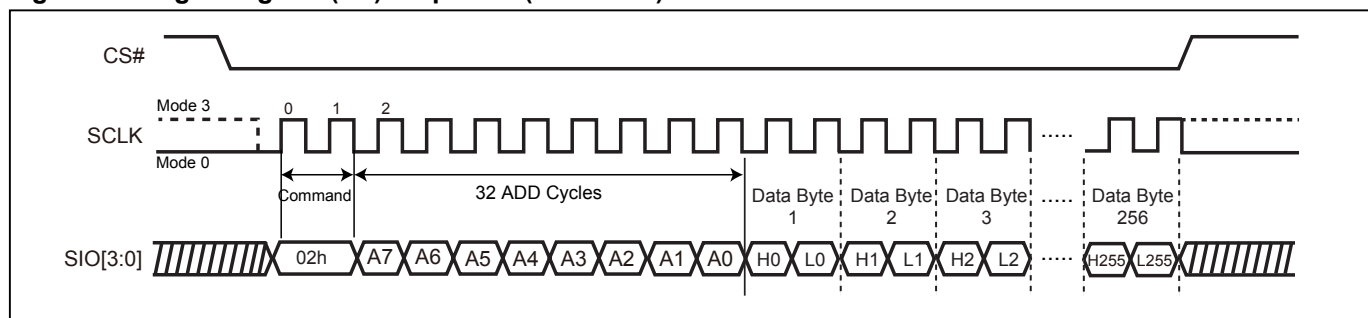 CS#
Mode 3
0 1 2
SCLK
.....
Mode 0
Command
32 ADD Cycles
Data Byte 1
Data Byte 2
Data Byte 3
.....
Data Byte 256
SIO[3:0]
02h
A7 A6 A5 A4 A3 A2 A1 A0
H0 L0 H1 L1 H2 L2
.....
H255 L255